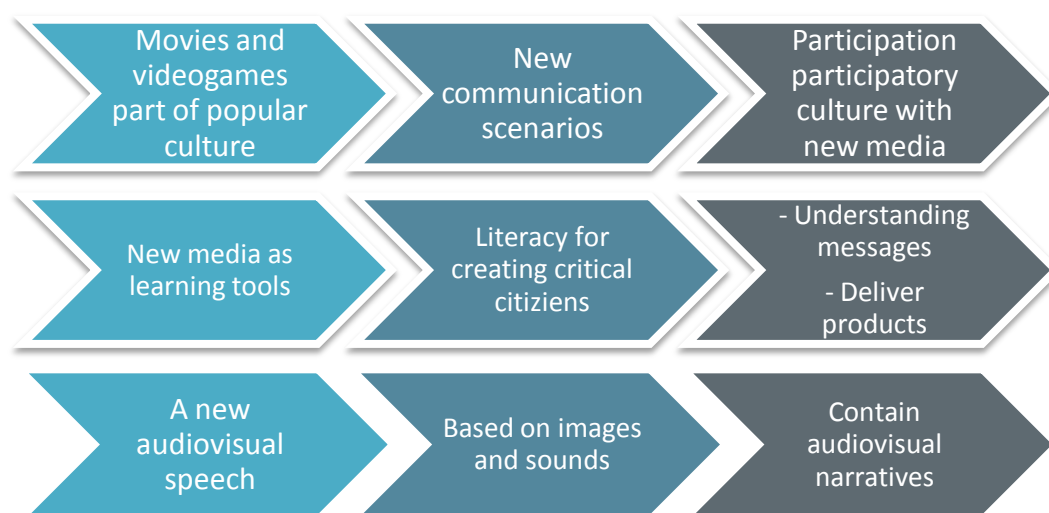 Movies and
videogames
part of popular
culture
New
communication
scenarios
Participation
participatory
culture with
new media
New media as
learning tools
Literacy for
creating critical
citiziens
- Understanding
messages
- Deliver
products
A new
audiovisual
speech
Based on images
and sounds
Contain
audiovisual
narratives